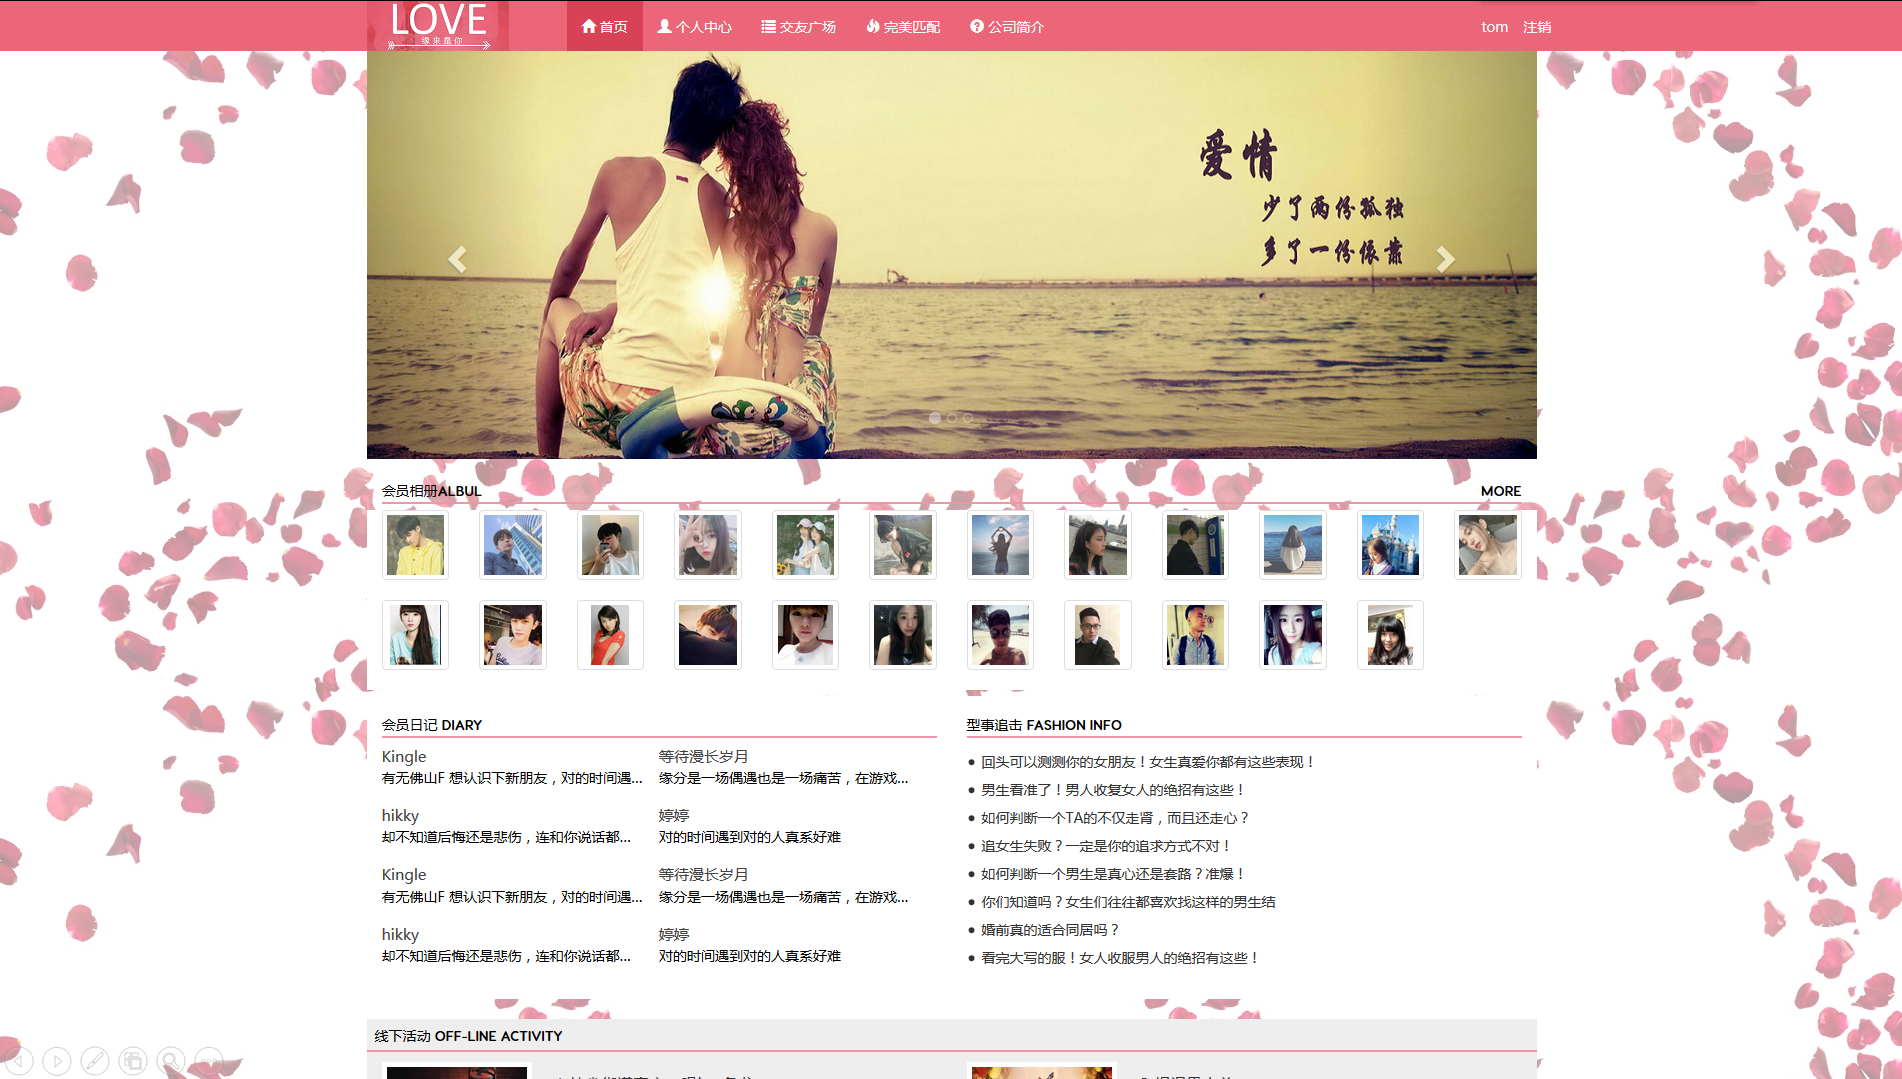 LOVE
缘来是你
首页 个人中心 交友广场 完美匹配 公司简介 tom 注销
爱情
少了两份孤独
多了一份依靠
会员相册ALBUL MORE
会员日记 DIARY
Kingle
有无佛山F 想认识下新朋友，对的时间遇...
等待漫长岁月
缘分是一场偶遇也是一场痛苦，在游戏...
hikky
却不知道后悔还是悲伤，连和你说话都...
婷婷
对的时间遇到对的人真系好难
Kingle
有无佛山F 想认识下新朋友，对的时间遇...
等待漫长岁月
缘分是一场偶遇也是一场痛苦，在游戏...
hikky
却不知道后悔还是悲伤，连和你说话都...
婷婷
对的时间遇到对的人真系好难
型事追击 FASHION INFO
回头可以测测你的女朋友！女生真爱你都有这些表现！
男生看准了！男人收复女人的绝招有这些！
如何判断一个TA的不仅走肾，而且还走心？
追女生失败？一定是你的追求方式不对！
如何判断一个男生是真心还是套路？准爆！
你们知道吗？女生们往往都喜欢找这样的男生结
婚前真的适合同居吗？
看完大写的服！女人收服男人的绝招有这些！
线下活动 OFF-LINE ACTIVITY